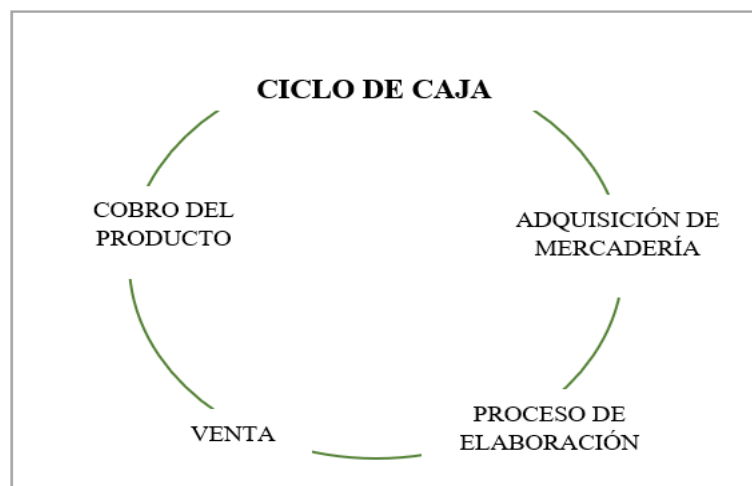 CICLO DE CAJA
COBRO DEL
PRODUCTO
ADQUISICIÓN DE
MERCADERÍA
VENTA
PROCESO DE
ELABORACIÓN